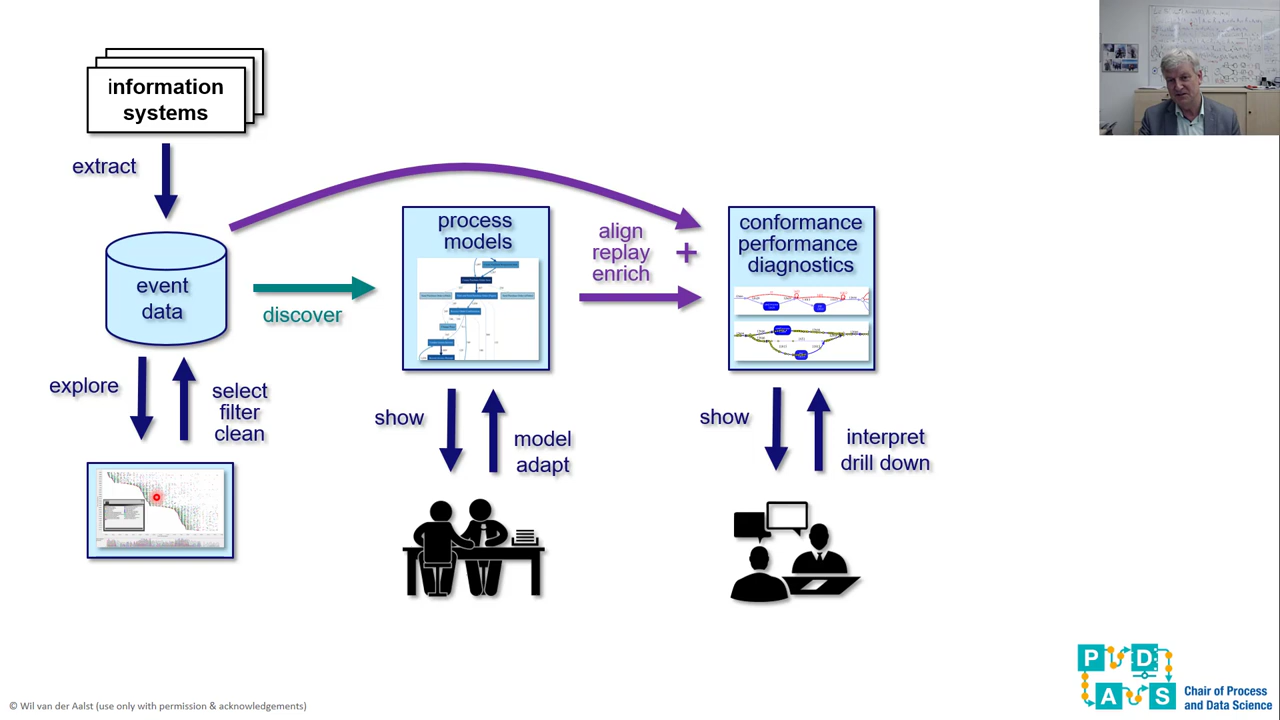 information
systems
extract
event
data
discover
explore
select
filter
clean
process
models
show
model
adapt
align
replay
enrich
+
conformance
performance
diagnostics
show
interpret
drill down
P D
A S
Chair of Process
and Data Science
© Wil van der Aalst (use only with permission & acknowledgements)